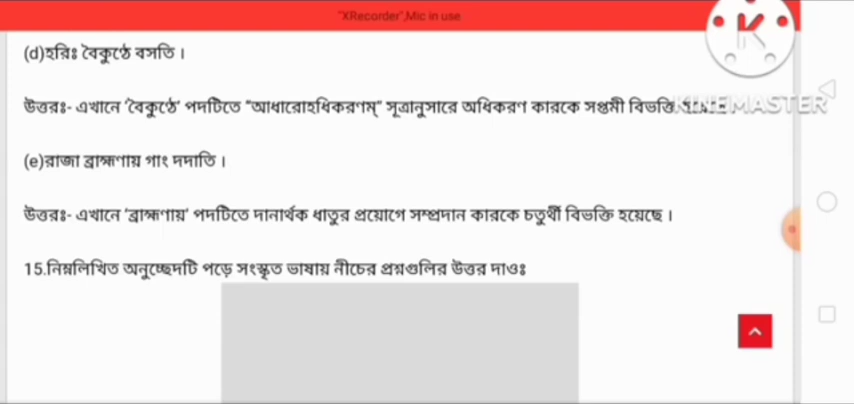 "XRecorder",Mic in use
(d)হরিঃ বৈকুণ্ঠে বসতি ।
উত্তরঃ- এখানে 'বৈকুণ্ঠে' পদটিতে "আধারোহধিকরণম্" সূত্রানুসারে অধিকরণ কারকে সপ্তমী বিভক্তি
KINEMASTER
(e)রাজা ব্রাহ্মণায় গাং দদাতি ।
উত্তরঃ- এখানে 'ব্রাহ্মণায়' পদটিতে দানার্থক ধাতুর প্রয়োগে সম্প্রদান কারকে চতুর্থী বিভক্তি হয়েছে ।
15.নিম্নলিখিত অনুচ্ছেদটি পড়ে সংস্কৃত ভাষায় নীচের প্রশ্নগুলির উত্তর দাওঃ